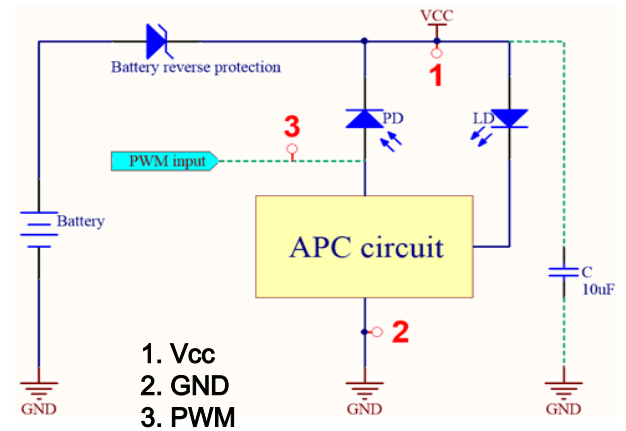 VCC
Battery reverse protection
1
PD
LD
3
PWM input
Battery
APC circuit
C
10uF
2
1. Vcc
2. GND
3. PWM
GND
GND
GND